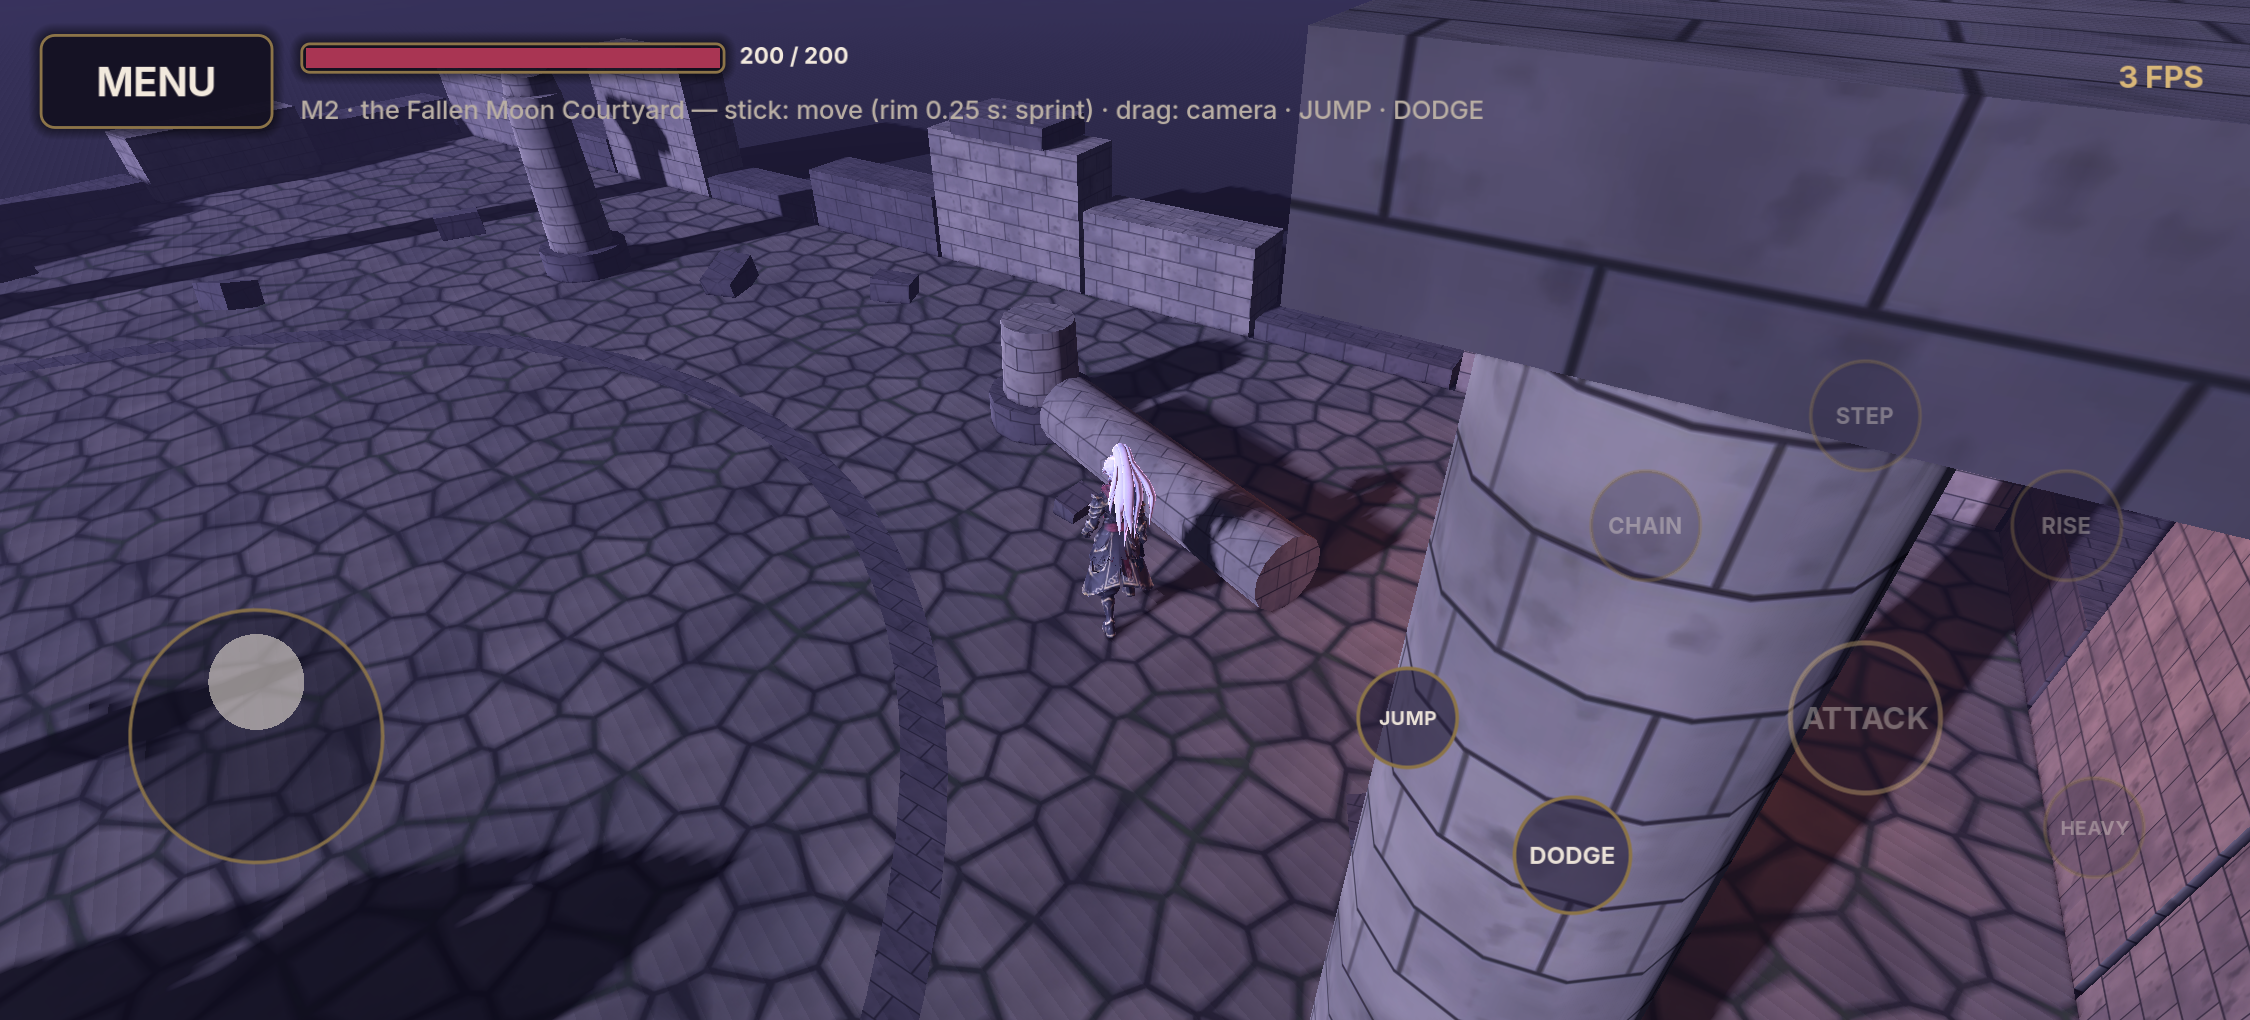 MENU
200 / 200
3 FPS
M2 · the Fallen Moon Courtyard — stick: move (rim 0.25 s: sprint) · drag: camera · JUMP · DODGE
STEP
CHAIN
RISE
JUMP
ATTACK
HEAVY
DODGE